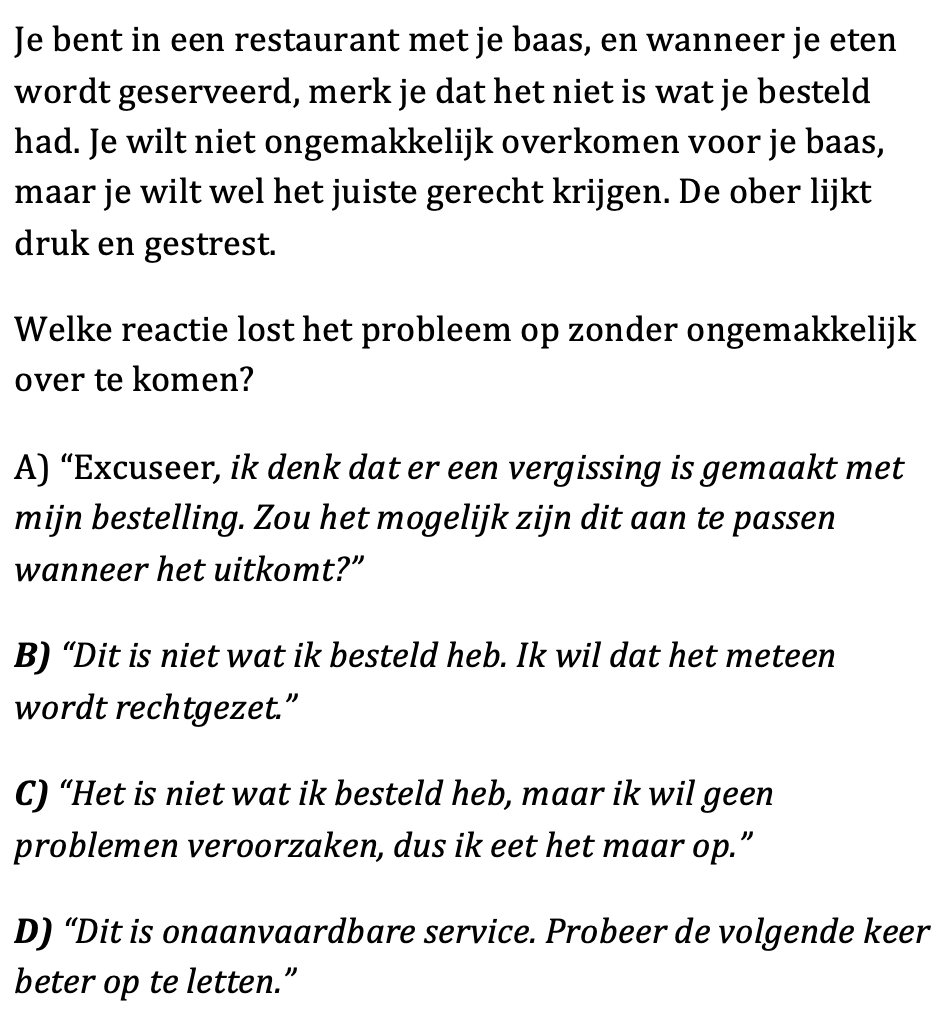 Je bent in een restaurant met je baas, en wanneer je eten
wordt geserveerd, merk je dat het niet is wat je besteld
had. Je wilt niet ongemakkelijk overkomen voor je baas,
maar je wilt wel het juiste gerecht krijgen. De ober lijkt
druk en gestrest.
Welke reactie lost het probleem op zonder ongemakkelijk
over te komen?
A) “Excuseer, ik denk dat er een vergissing is gemaakt met
mijn bestelling. Zou het mogelijk zijn dit aan te passen
wanneer het uitkomt?”
B) “Dit is niet wat ik besteld heb. Ik wil dat het meteen
wordt rechtgezet.”
C) “Het is niet wat ik besteld heb, maar ik wil geen
problemen veroorzaken, dus ik eet het maar op.”
D) “Dit is onaanvaardbare service. Probeer de volgende keer
beter op te letten.”